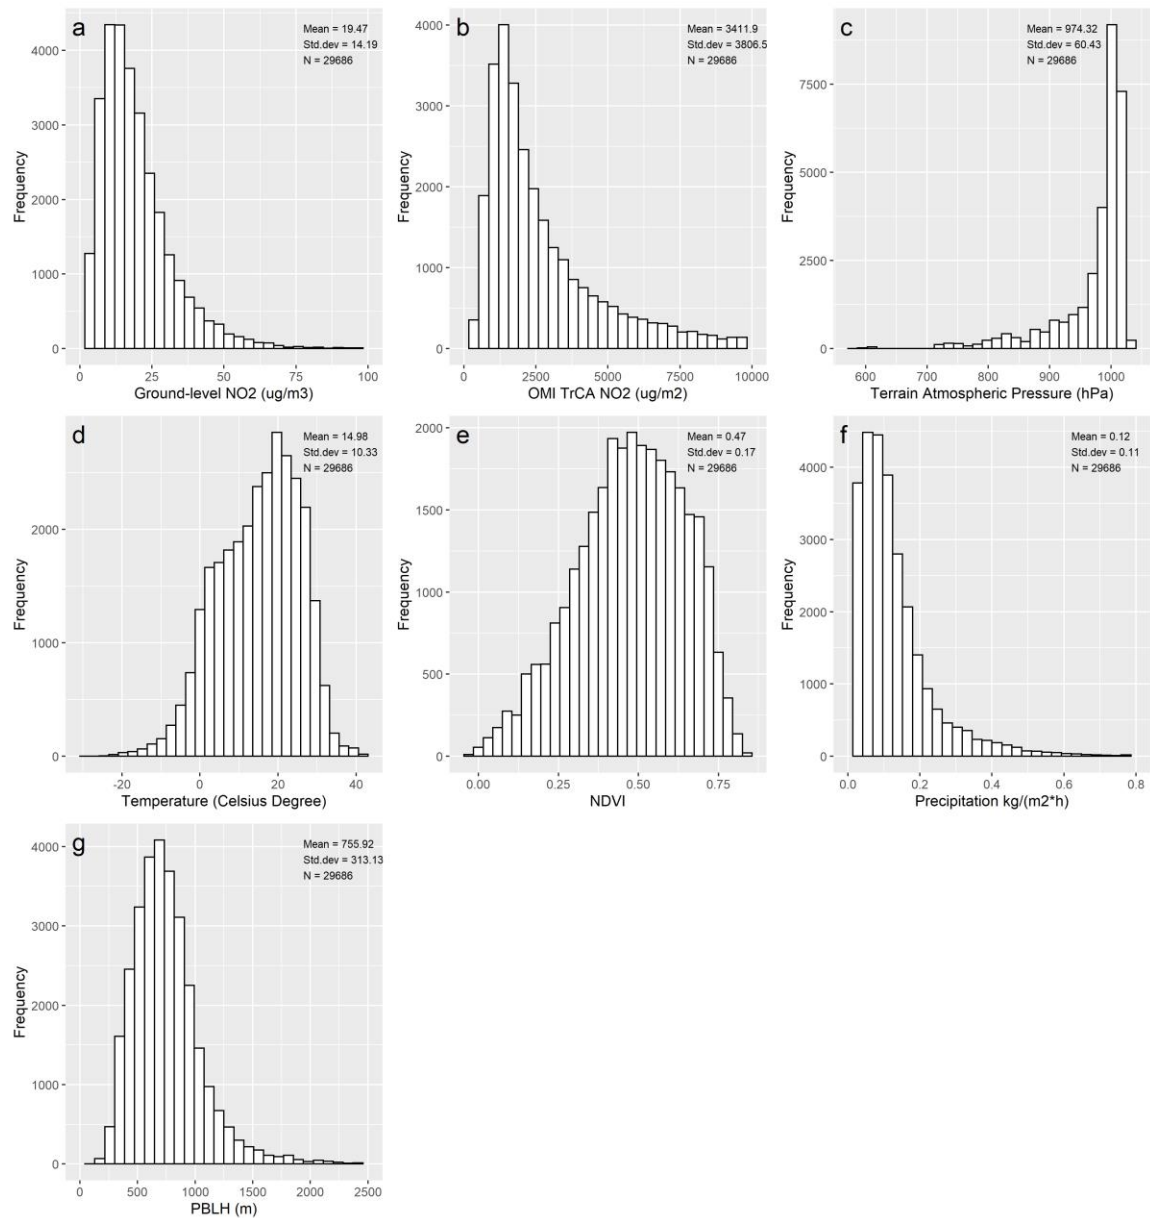 a
Mean = 19.47
Std.dev = 14.19
N = 29686
Frequency
4000
3000
2000
1000
0
0 25 50 75 100
Ground-level NO2 (ug/m3)
b
Mean = 3411.9
Std.dev = 3806.5
N = 29686
Frequency
4000
3000
2000
1000
0
0 2500 5000 7500 10000
OMI TrCA NO2 (ug/m2)
c
Mean = 974.32
Std.dev = 60.43
N = 29686
Frequency
7500
5000
2500
0
600 700 800 900 1000
Terrain Atmospheric Pressure (hPa)
d
Mean = 14.98
Std.dev = 10.33
N = 29686
Frequency
2000
1000
0
-20 0 20 40
Temperature (Celsius Degree)
e
Mean = 0.47
Std.dev = 0.17
N = 29686
Frequency
2000
1500
1000
500
0
0.00 0.25 0.50 0.75
NDVI
f
Mean = 0.12
Std.dev = 0.11
N = 29686
Frequency
4000
3000
2000
1000
0
0.0 0.2 0.4 0.6 0.8
Precipitation kg/(m2*h)
g
Mean = 755.92
Std.dev = 313.13
N = 29686
Frequency
4000
3000
2000
1000
0
0 500 1000 1500 2000 2500
PBLH (m)